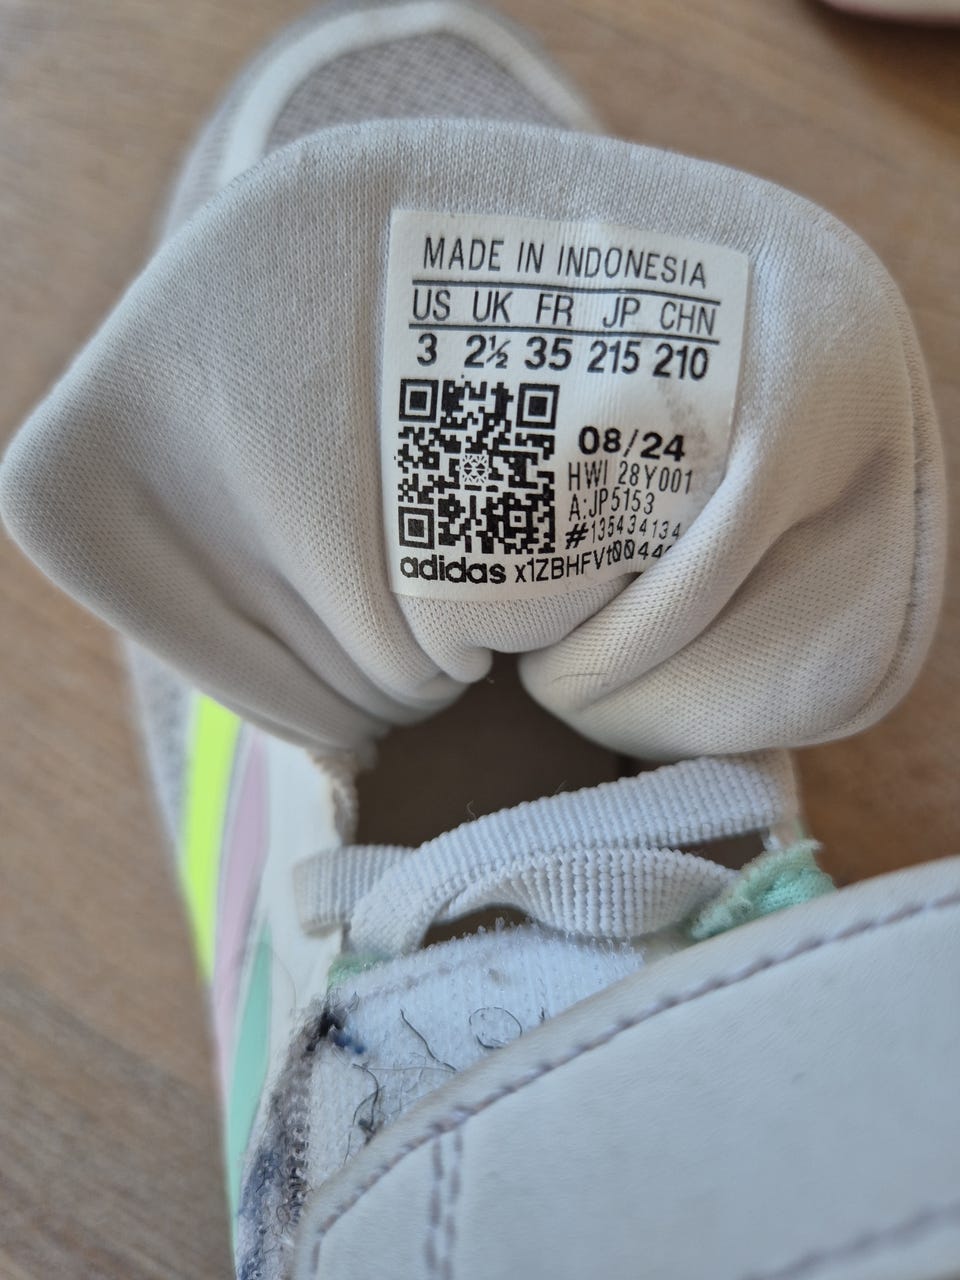 MADE IN INDONESIA
US UK FR JP CHN
3 2½ 35 215 210
08/24
HWI 28Y001
A:JP5153
#135434134
adidas